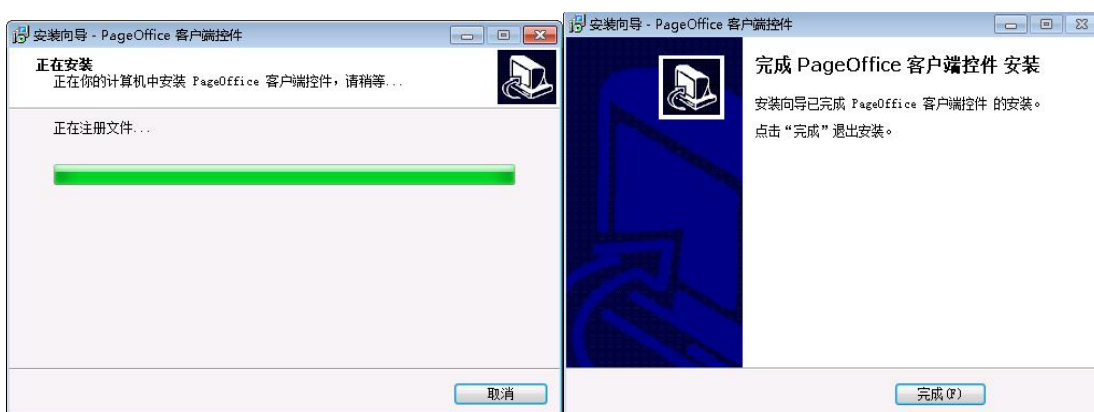 安装向导 - PageOffice 客户端控件
正在安装
正在你的计算机中安装 PageOffice 客户端控件，请稍等...
正在注册文件...
取消
安装向导 - PageOffice 客户端控件
完成 PageOffice 客户端控件 安装
安装向导已完成 PageOffice 客户端控件 的安装。
点击“完成”退出安装。
完成(F)